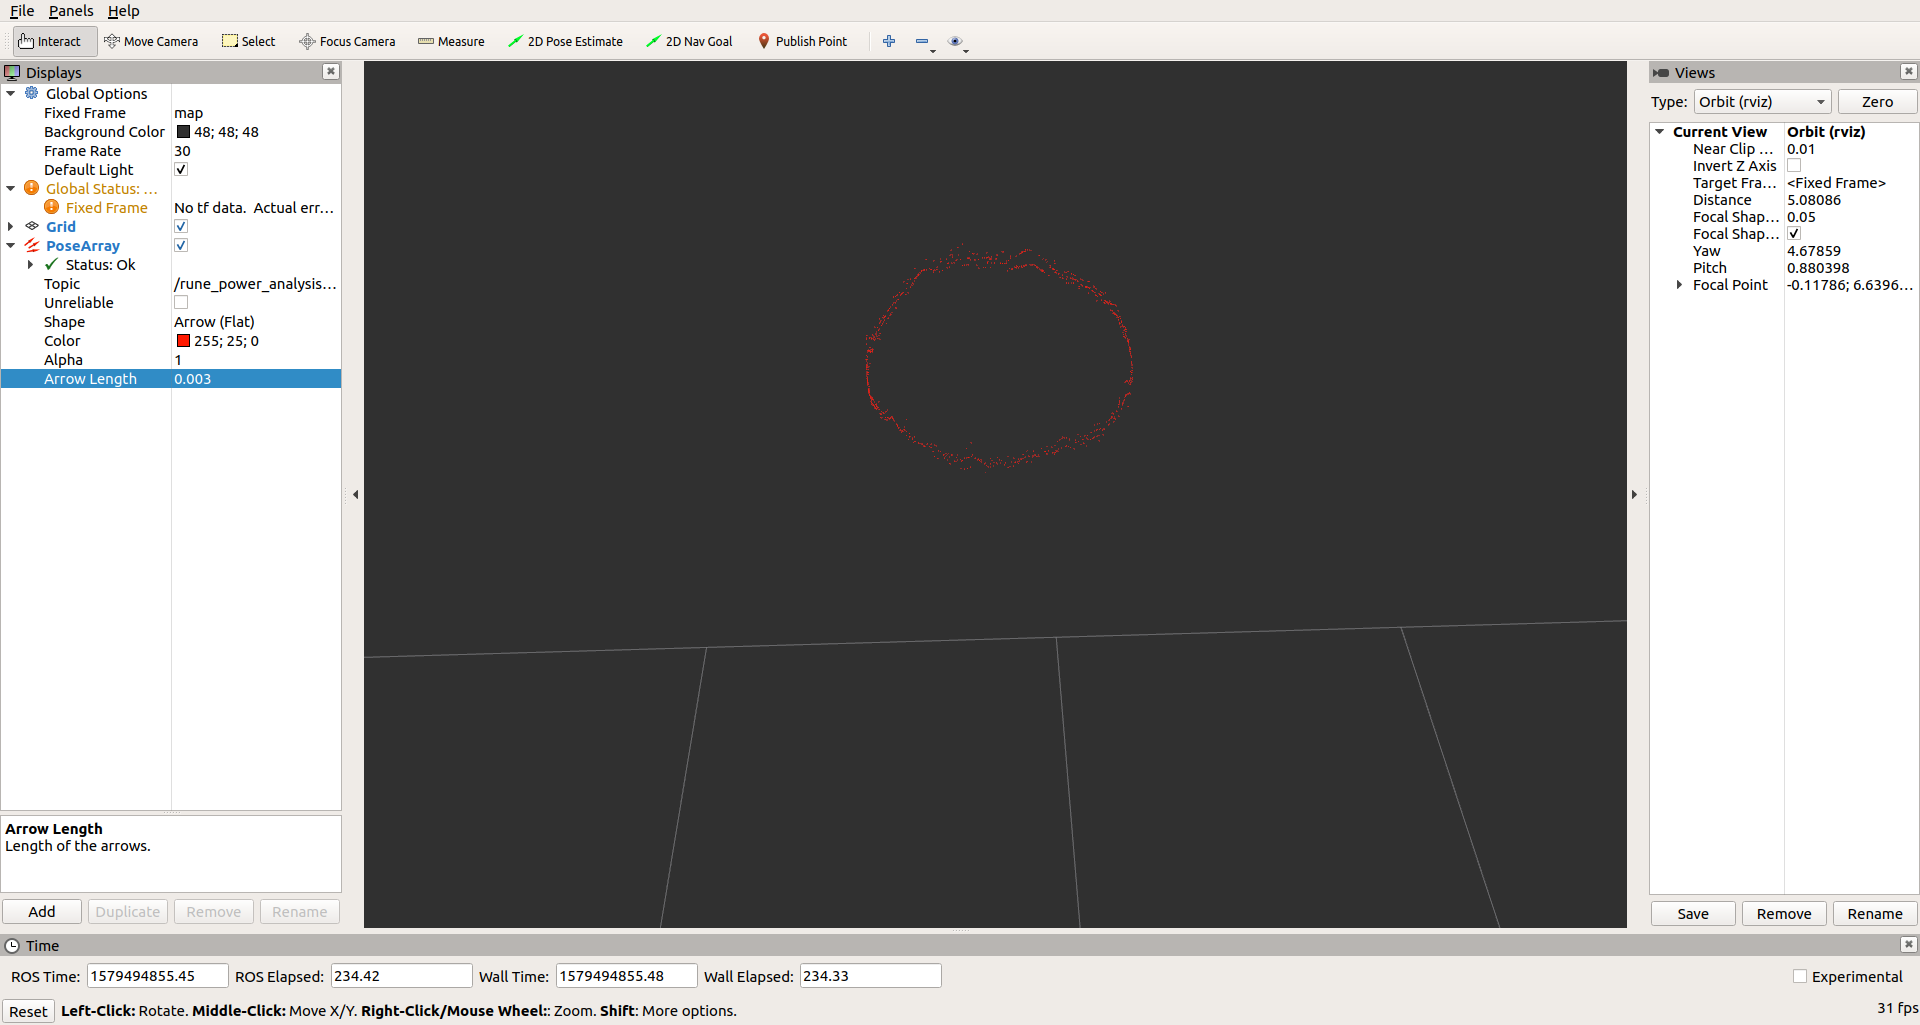 File Panels Help
Interact Move Camera Select Focus Camera Measure 2D Pose Estimate 2D Nav Goal Publish Point
Displays
Global Options
Fixed Frame map
Background Color 48; 48; 48
Frame Rate 30
Default Light
Global Status: ...
Fixed Frame No tf data. Actual err...
Grid
PoseArray
Status: Ok
Topic /rune_power_analysis...
Unreliable
Shape Arrow (Flat)
Color 255; 25; 0
Alpha 1
Arrow Length 0.003
Arrow Length
Length of the arrows.
Add Duplicate Remove Rename
Views
Type: Orbit (rviz) Zero
Current View Orbit (rviz)
Near Clip ... 0.01
Invert Z Axis
Target Fra... <Fixed Frame>
Distance 5.08086
Focal Shap... 0.05
Focal Shap...
Yaw 4.67859
Pitch 0.880398
Focal Point -0.11786; 6.6396...
Save Remove Rename
Time
ROS Time: 1579494855.45 ROS Elapsed: 234.42 Wall Time: 1579494855.48 Wall Elapsed: 234.33 Experimental
Reset Left-Click: Rotate. Middle-Click: Move X/Y. Right-Click/Mouse Wheel:: Zoom. Shift: More options. 31 fps